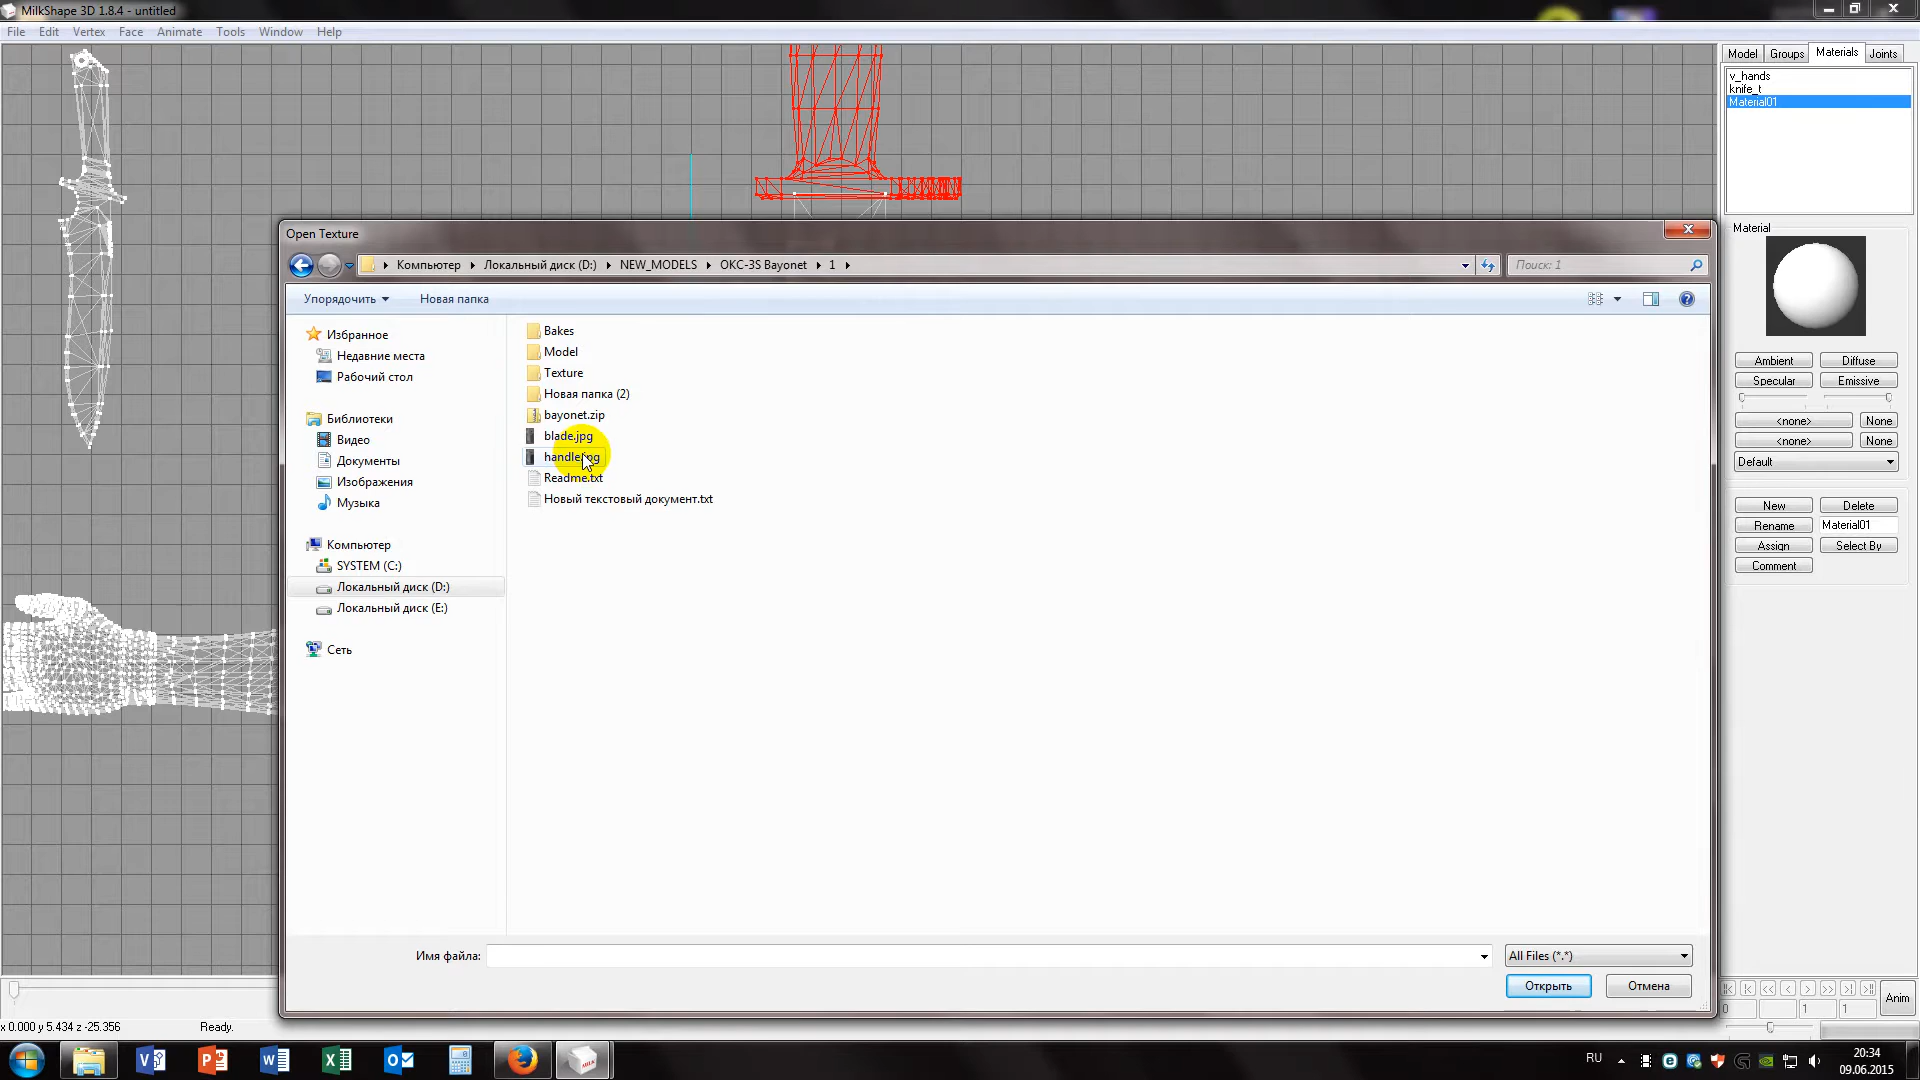 MilkShape 3D 1.8.4 - untitled
File Edit Vertex Face Animate Tools Window Help
Model Groups Materials Joints
v_hands
knife_t
Material01
Material
Ambient Diffuse
Specular Emissive
<none> None
<none> None
Default
New Delete
Rename Material01
Assign Select By
Comment
Open Texture
Компьютер Локальный диск (D:) NEW_MODELS OKC-3S Bayonet 1
Поиск: 1
Упорядочить Новая папка
Избранное
Недавние места
Рабочий стол
Библиотеки
Видео
Документы
Изображения
Музыка
Компьютер
SYSTEM (C:)
Локальный диск (D:)
Локальный диск (E:)
Сеть
Bakes
Model
Texture
Новая папка (2)
bayonet.zip
blade.jpg
handle.jpg
Readme.txt
Новый текстовый документ.txt
Имя файла:
All Files (*.*)
Открыть Отмена
Anim
0 1 1
x 0.000 y 5.434 z -25.356 Ready.
RU
20:34
09.06.2015